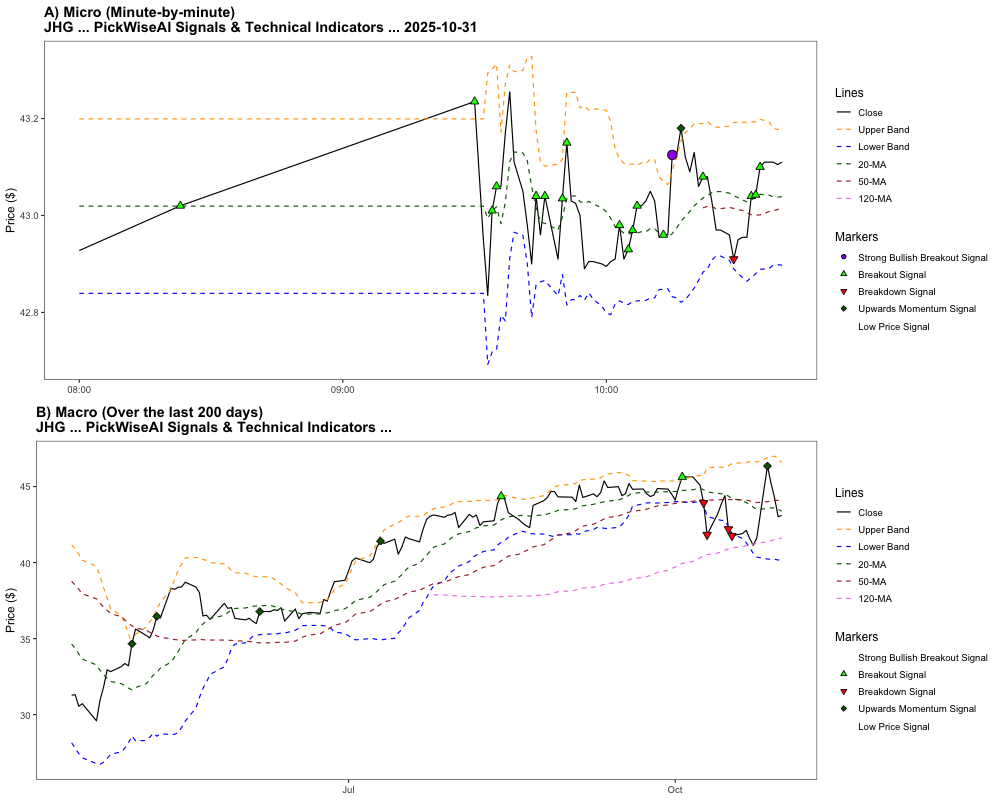 A) Micro (Minute-by-minute)
JHG ... PickWiseAI Signals & Technical Indicators ... 2025-10-31
Price ($)
43.2
43.0
42.8
08:00
09:00
10:00
Lines
Close
Upper Band
Lower Band
20-MA
50-MA
120-MA
Markers
Strong Bullish Breakout Signal
Breakout Signal
Breakdown Signal
Upwards Momentum Signal
Low Price Signal
B) Macro (Over the last 200 days)
JHG ... PickWiseAI Signals & Technical Indicators ...
Price ($)
45
40
35
30
Jul
Oct
Lines
Close
Upper Band
Lower Band
20-MA
50-MA
120-MA
Markers
Strong Bullish Breakout Signal
Breakout Signal
Breakdown Signal
Upwards Momentum Signal
Low Price Signal